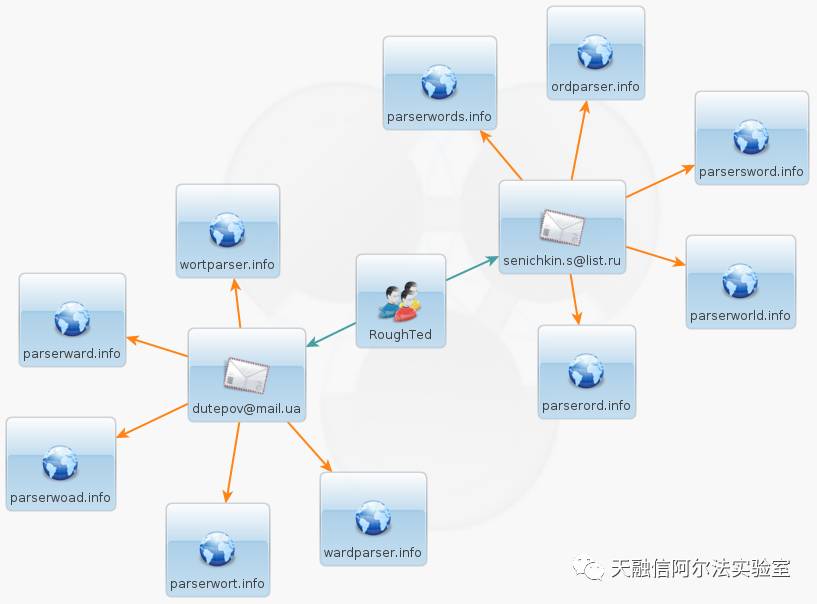 ordparser.info
parserwords.info
parsersword.info
senichkin.s@list.ru
wortparser.info
parserworld.info
RoughTed
parserward.info
dutepov@mail.ua
parserord.info
parserwoad.info
wardparser.info
parserwort.info
天融信阿尔法实验室